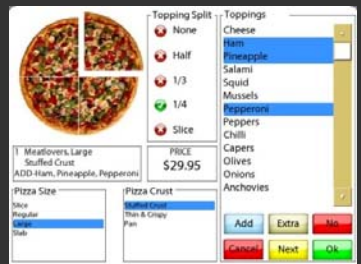 Topping Split
None
Half
1/3
1/4
Slice
Toppings
Cheese
Ham
Pineapple
Salami
Squid
Mussels
Pepperoni
Peppers
Chilli
Capers
Olives
Onions
Anchovies
1 Meatlovers, Large
Stuffed Crust
ADD-Ham, Pineapple, Pepperoni
PRICE
$29.95
Pizza Size
Slice
Regular
Large
Slab
Pizza Crust
Stuffed Crust
Thin & Crispy
Pan
Add
Extra
No
Cancel
Next
Ok